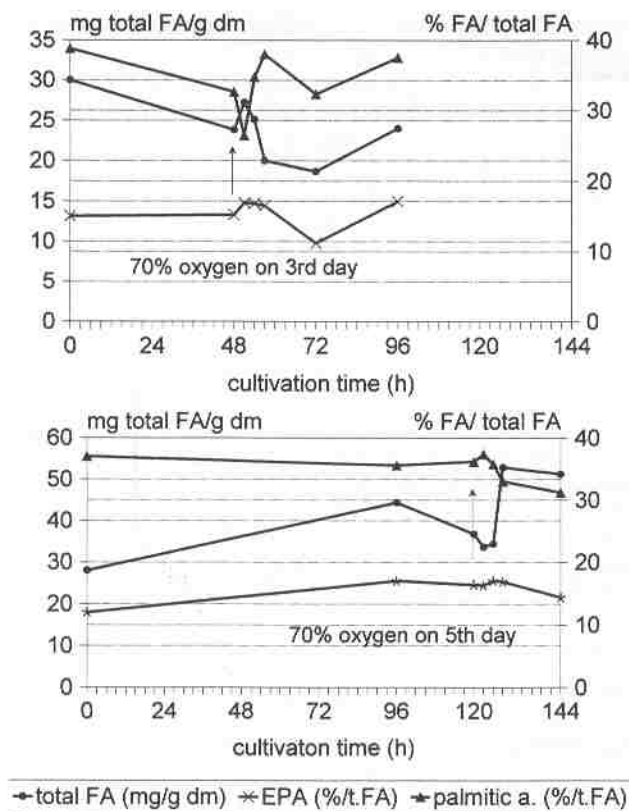 mg total FA/g dm % FA/ total FA
35 40
30
30
25
20 20
15
10 10
5
0 0
70% oxygen on 3rd day
0 24 48 72 96 120 144
cultivation time (h)
mg total FA/g dm % FA/ total FA
60 40
50
30
40
30 20
20
10
10
0 0
70% oxygen on 5th day
0 24 48 72 96 120 144
cultivaton time (h)
total FA (mg/g dm) EPA (%/t.FA) palmitic a. (%/t.FA)